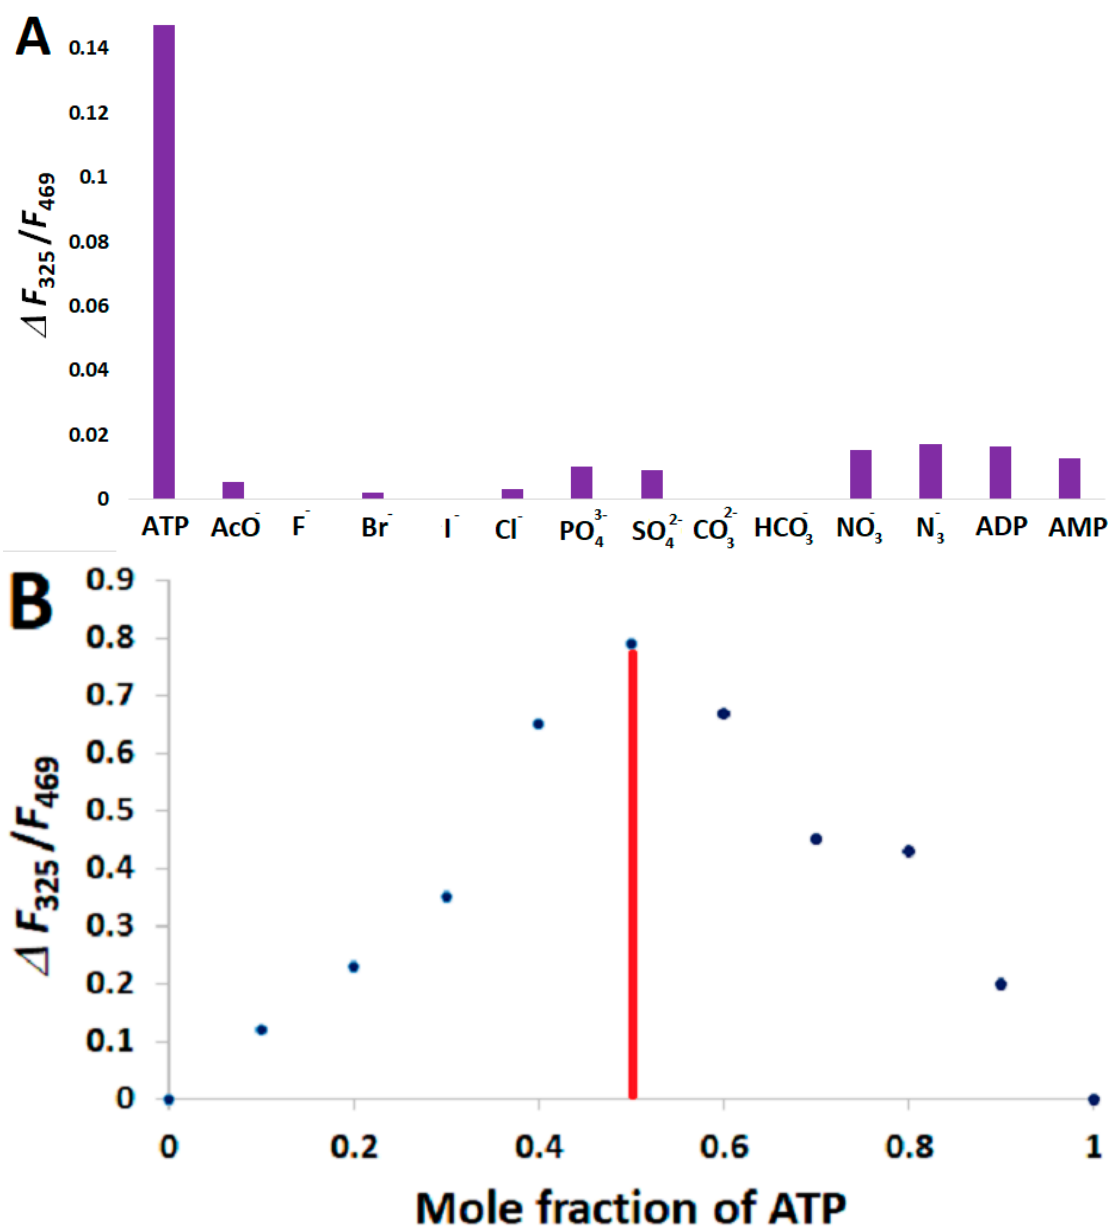 A
0.14
0.12
0.1
0.08
0.06
0.04
0.02
0
Δ F325/F469
ATP AcO⁻ F⁻ Br⁻ I⁻ Cl⁻ PO₄³⁻ SO₄²⁻ CO₃²⁻ HCO₃⁻ NO₃⁻ N₃⁻ ADP AMP
B
0.9
0.8
0.7
0.6
0.5
0.4
0.3
0.2
0.1
0
Δ F325/F469
0 0.2 0.4 0.6 0.8 1
Mole fraction of ATP